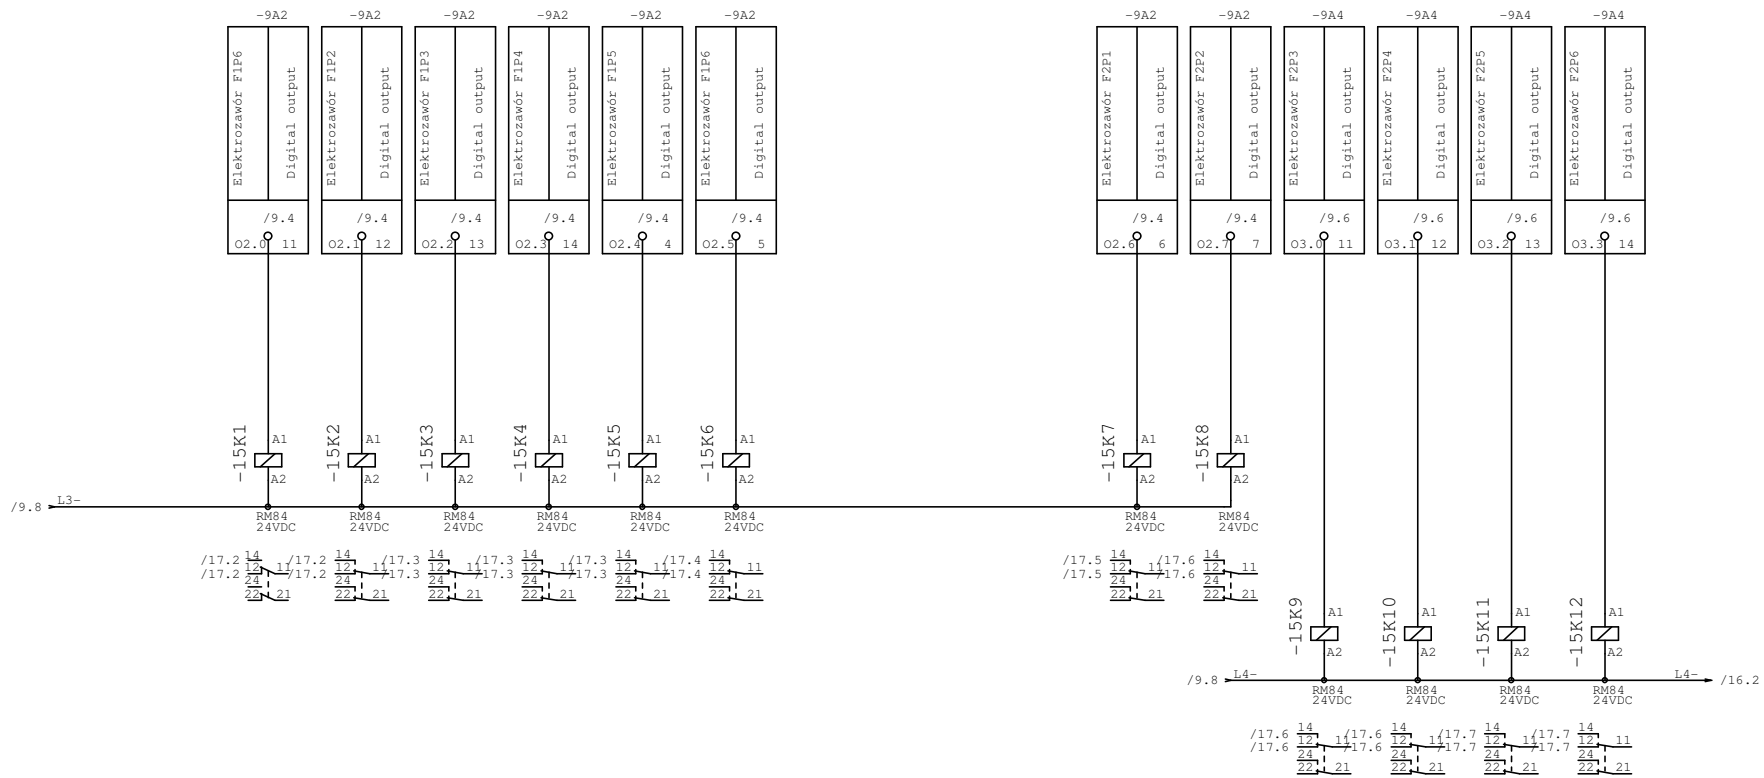 -9A2 -9A2 -9A2 -9A2 -9A2 -9A2 -9A2 -9A2 -9A4 -9A4 -9A4 -9A4
Elektrozawór F1P6
Digital output
Elektrozawór F1P2
Digital output
Elektrozawór F1P3
Digital output
Elektrozawór F1P4
Digital output
Elektrozawór F1P5
Digital output
Elektrozawór F1P6
Digital output
Elektrozawór F2P1
Digital output
Elektrozawór F2P2
Digital output
Elektrozawór F2P3
Digital output
Elektrozawór F2P4
Digital output
Elektrozawór F2P5
Digital output
Elektrozawór F2P6
Digital output
/9.4 /9.4 /9.4 /9.4 /9.4 /9.4 /9.4 /9.4 /9.6 /9.6 /9.6 /9.6
O2.0 11 O2.1 12 O2.2 13 O2.3 14 O2.4 4 O2.5 5 O2.6 6 O2.7 7 O3.0 11 O3.1 12 O3.2 13 O3.3 14
-15K1 -15K2 -15K3 -15K4 -15K5 -15K6 -15K7 -15K8
A1 A1 A1 A1 A1 A1 A1 A1
A2 A2 A2 A2 A2 A2 A2 A2
/9.8 L3-
RM84 RM84 RM84 RM84 RM84 RM84 RM84 RM84
24VDC 24VDC 24VDC 24VDC 24VDC 24VDC 24VDC 24VDC
/17.2 14 /17.2 14 /17.3 14 /17.3 14 /17.3 14 /17.4 14 /17.5 14 /17.6 14
/17.2 12 11 /17.2 12 11 /17.3 12 11 /17.3 12 11 /17.3 12 11 /17.4 12 11 /17.5 12 11 /17.6 12 11
24 24 24 24 24 24 24 24
22 21 22 21 22 21 22 21 22 21 22 21 22 21 22 21
-15K9 -15K10 -15K11 -15K12
A1 A1 A1 A1
A2 A2 A2 A2
/9.8 L4- L4- /16.2
RM84 RM84 RM84 RM84
24VDC 24VDC 24VDC 24VDC
/17.6 14 /17.6 14 /17.7 14 /17.7 14
/17.6 12 11 /17.6 12 11 /17.7 12 11 /17.7 12 11
24 24 24 24
22 21 22 21 22 21 22 21